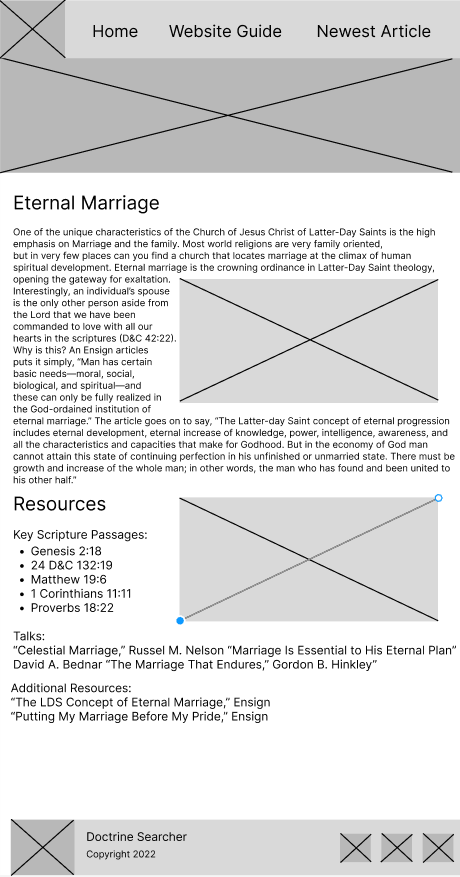 Home Website Guide Newest Article
Eternal Marriage
One of the unique characteristics of the Church of Jesus Christ of Latter-Day Saints is the high
emphasis on Marriage and the family. Most world religions are very family oriented,
but in very few places can you find a church that locates marriage at the climax of human
spiritual development. Eternal marriage is the crowning ordinance in Latter-Day Saint theology,
opening the gateway for exaltation.
Interestingly, an individual’s spouse
is the only other person aside from
the Lord that we have been
commanded to love with all our
hearts in the scriptures (D&C 42:22).
Why is this? An Ensign articles
puts it simply, “Man has certain
basic needs—moral, social,
biological, and spiritual—and
these can only be fully realized in
the God-ordained institution of
eternal marriage.” The article goes on to say, “The Latter-day Saint concept of eternal progression
includes eternal development, eternal increase of knowledge, power, intelligence, awareness, and
all the characteristics and capacities that make for Godhood. But in the economy of God man
cannot attain this state of continuing perfection in his unfinished or unmarried state. There must be
growth and increase of the whole man; in other words, the man who has found and been united to
his other half.”
Resources
Key Scripture Passages:
• Genesis 2:18
• 24 D&C 132:19
• Matthew 19:6
• 1 Corinthians 11:11
• Proverbs 18:22
Talks:
“Celestial Marriage,” Russel M. Nelson “Marriage Is Essential to His Eternal Plan”
David A. Bednar “The Marriage That Endures,” Gordon B. Hinkley”
Additional Resources:
“The LDS Concept of Eternal Marriage,” Ensign
“Putting My Marriage Before My Pride,” Ensign
Doctrine Searcher
Copyright 2022